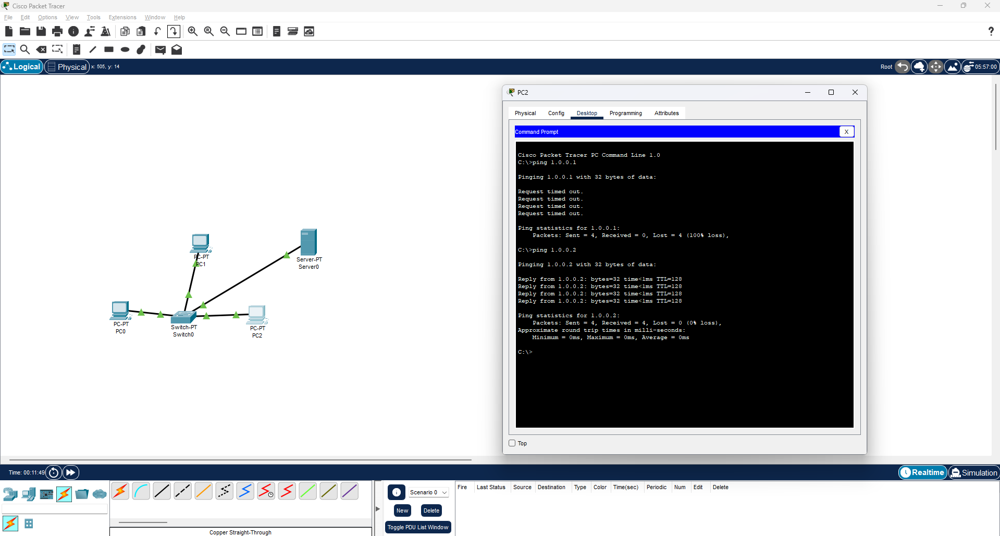 Cisco Packet Tracer
File Edit Options View Tools Extensions Window Help
Logical Physical x: 505, y: 14 Root 05:57:00
PC2
Physical Config Desktop Programming Attributes
Command Prompt X
Cisco Packet Tracer PC Command Line 1.0
C:\>ping 1.0.0.1
Pinging 1.0.0.1 with 32 bytes of data:
Request timed out.
Request timed out.
Request timed out.
Request timed out.
Ping statistics for 1.0.0.1:
Packets: Sent = 4, Received = 0, Lost = 4 (100% loss),
C:\>ping 1.0.0.2
Pinging 1.0.0.2 with 32 bytes of data:
Reply from 1.0.0.2: bytes=32 time<1ms TTL=128
Reply from 1.0.0.2: bytes=32 time<1ms TTL=128
Reply from 1.0.0.2: bytes=32 time<1ms TTL=128
Reply from 1.0.0.2: bytes=32 time<1ms TTL=128
Ping statistics for 1.0.0.2:
Packets: Sent = 4, Received = 4, Lost = 0 (0% loss),
Approximate round trip times in milli-seconds:
Minimum = 0ms, Maximum = 0ms, Average = 0ms
C:\>
Top
PC-PT
PC1
Server-PT
Server0
PC-PT
PC0
Switch-PT
Switch0
PC-PT
PC2
Time: 00:11:49 Realtime Simulation
Scenario 0
New Delete
Toggle PDU List Window
Fire Last Status Source Destination Type Color Time(sec) Periodic Num Edit Delete
Copper Straight-Through